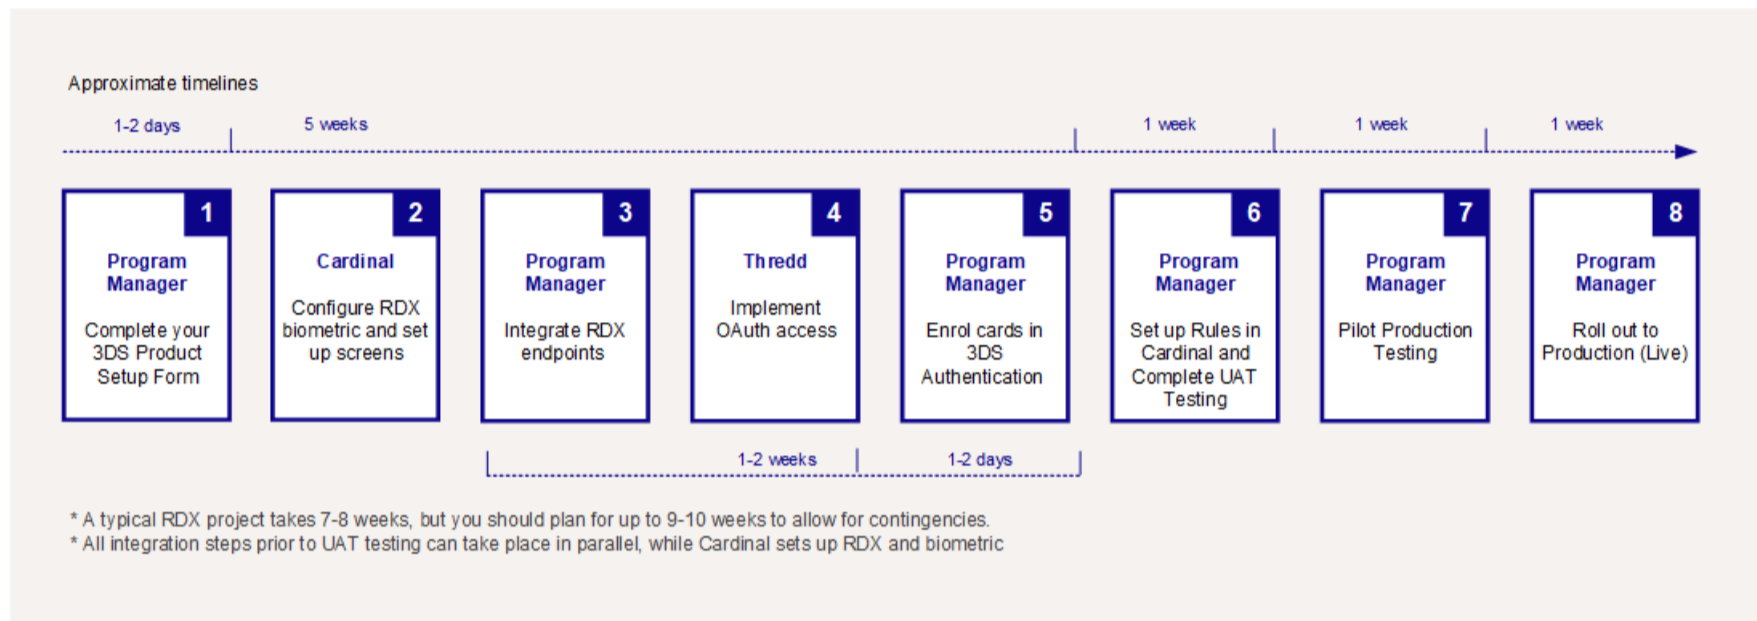 Approximate timelines
1-2 days
5 weeks
1 week
1 week
1 week
1
Program
Manager
Complete your
3DS Product
Setup Form
2
Cardinal
Configure RDX
biometric and set
up screens
3
Program
Manager
Integrate RDX
endpoints
4
Thredd
Implement
OAuth access
5
Program
Manager
Enrol cards in
3DS
Authentication
6
Program
Manager
Set up Rules in
Cardinal and
Complete UAT
Testing
7
Program
Manager
Pilot Production
Testing
8
Program
Manager
Roll out to
Production (Live)
1-2 weeks
1-2 days
* A typical RDX project takes 7-8 weeks, but you should plan for up to 9-10 weeks to allow for contingencies.
* All integration steps prior to UAT testing can take place in parallel, while Cardinal sets up RDX and biometric